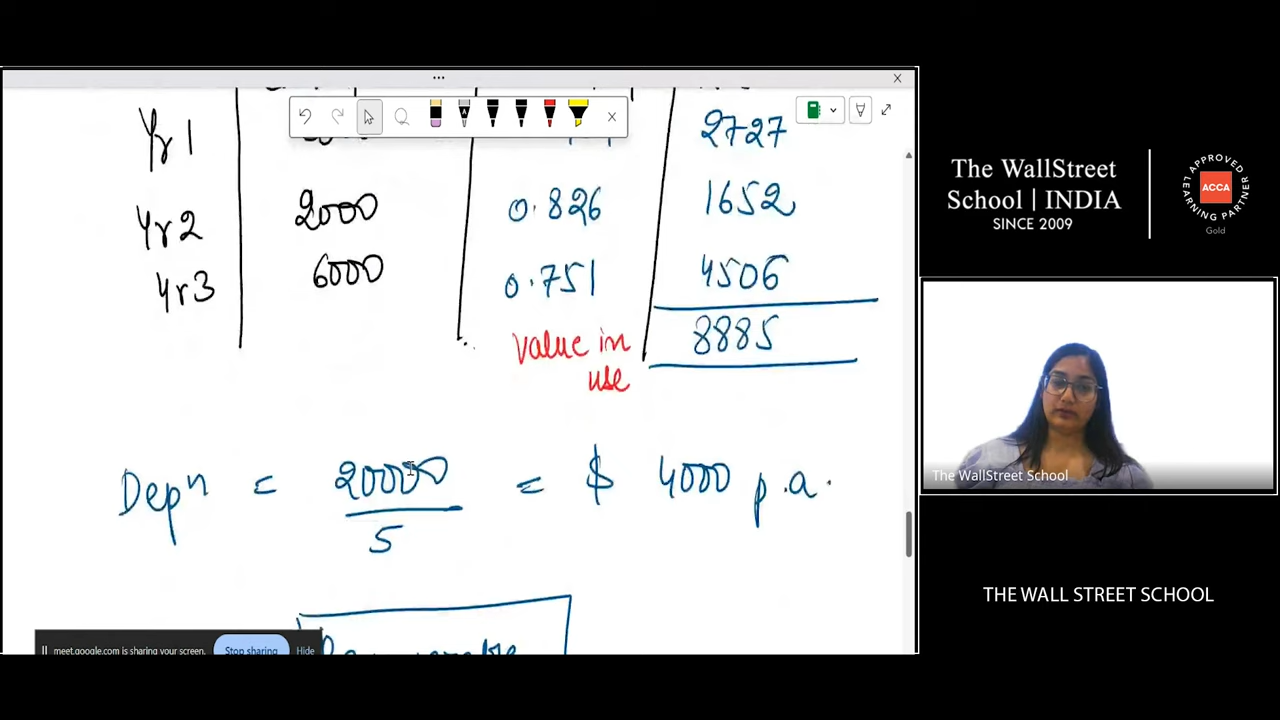 Yr 1 2727
Yr2 2000 0.826 1652
Yr3 6000 0.751 4506
Value in 8885
use
Depn = 20000 = $ 4000 p.a.
5
meet.google.com is sharing your screen. Stop sharing Hide
The WallStreet
School | INDIA
SINCE 2009
APPROVED
LEARNING PARTNER
ACCA
Gold
The WallStreet School
THE WALL STREET SCHOOL